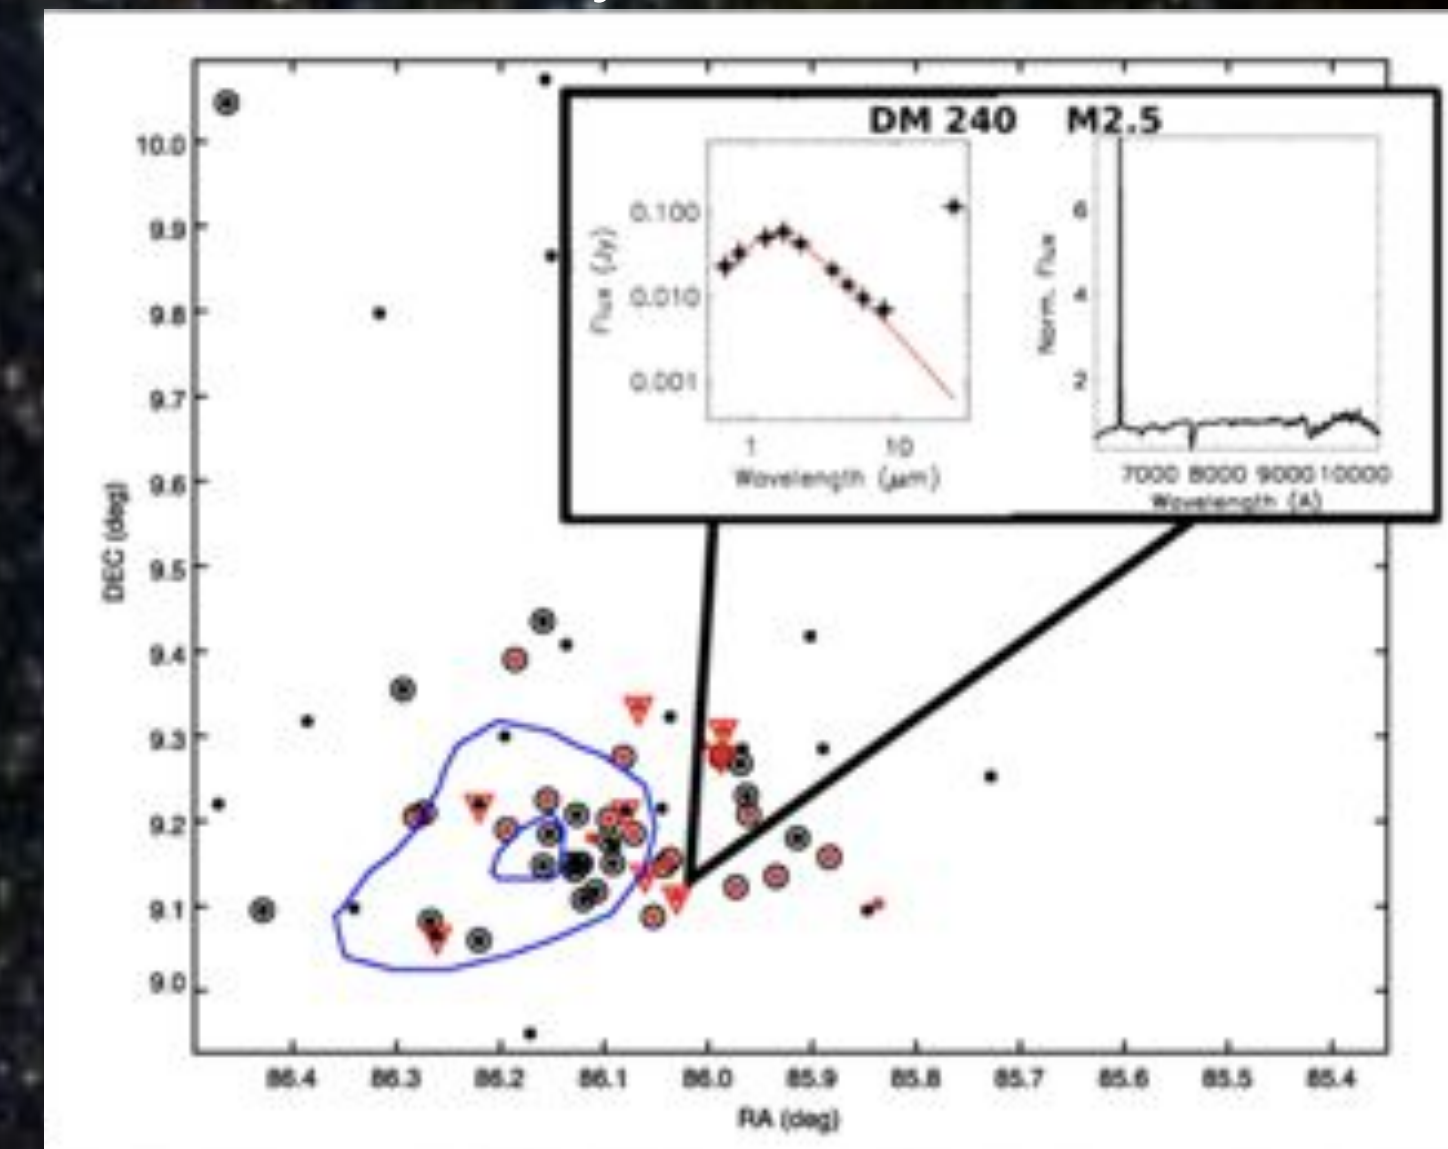 DM 240 M2.5
Flux (Jy)
0.100
0.010
0.001
1 10
Wavelength (μm)
Norm. flux
6
4
2
7000 8000 9000 10000
Wavelength (A)
DEC (deg)
10.0
9.9
9.8
9.7
9.6
9.5
9.4
9.3
9.2
9.1
9.0
86.4 86.3 86.2 86.1 86.0 85.9 85.8 85.7 85.6 85.5 85.4
RA (deg)